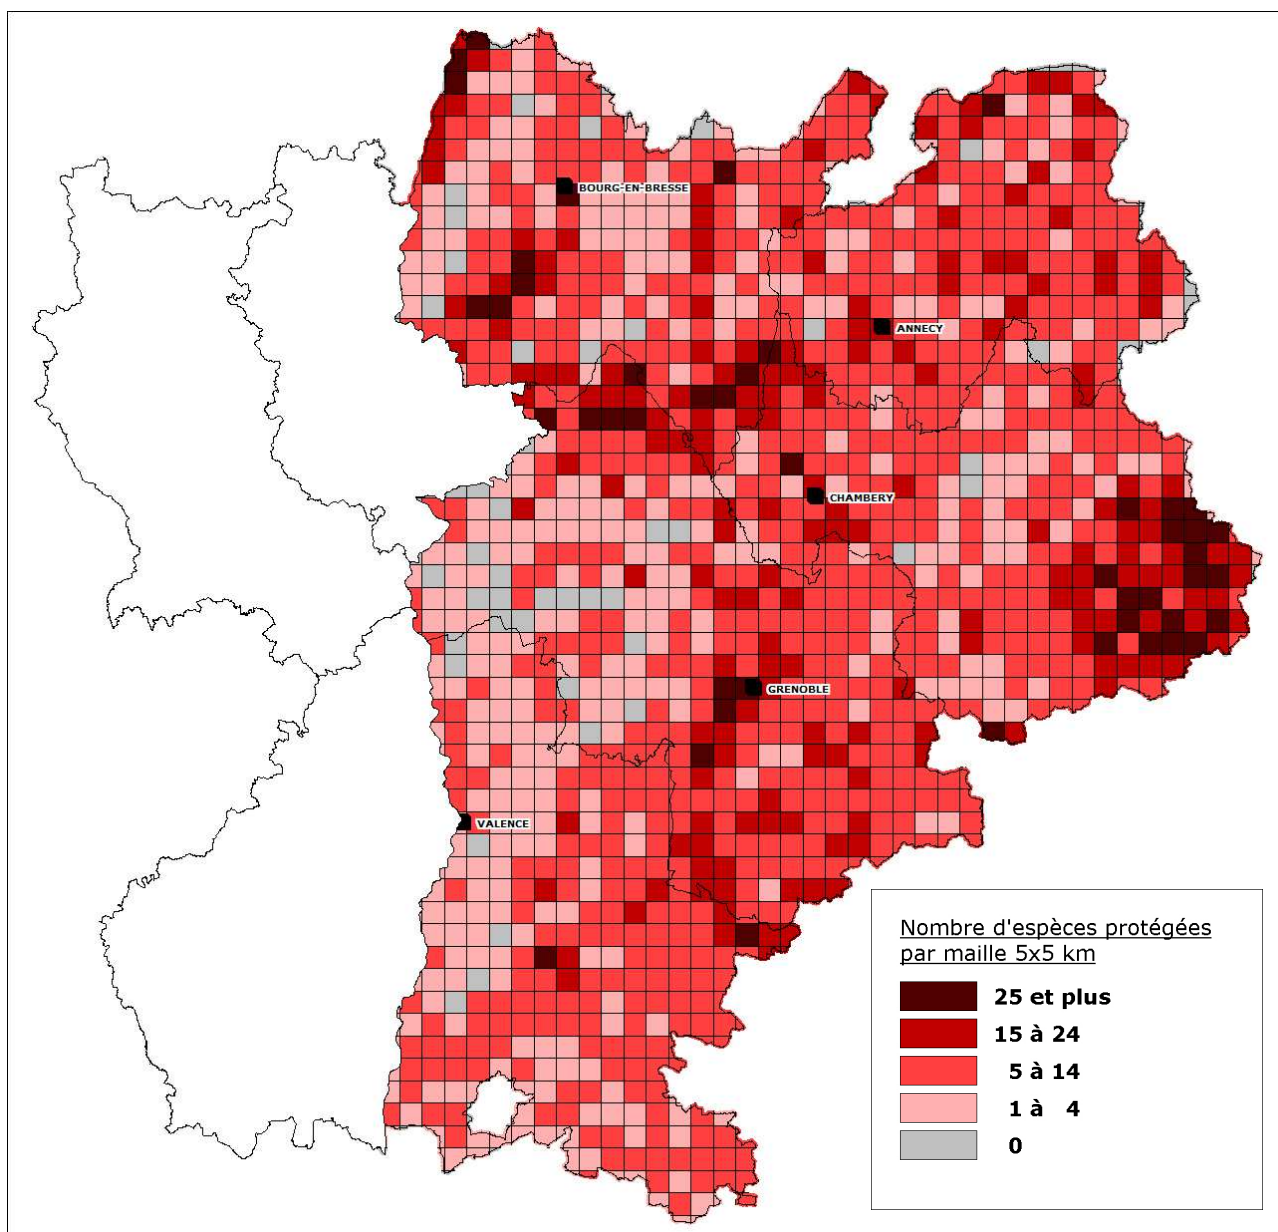 BOURG-EN-BRESSE
ANNECY
CHAMBERY
GRENOBLE
VALENCE
Nombre d'espèces protégées
par maille 5x5 km
25 et plus
15 à 24
5 à 14
1 à 4
0